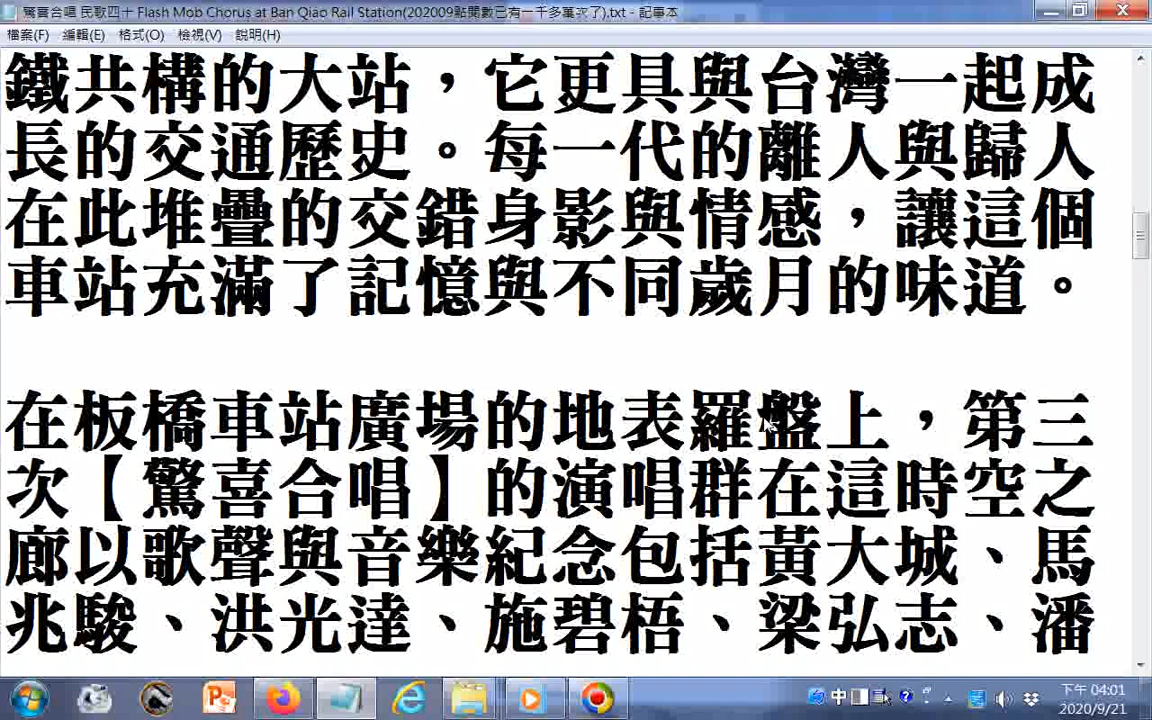 驚喜合唱 民歌四十 Flash Mob Chorus at Ban Qiao Rail Station(202009點閱數已有一千多萬次了).txt - 記事本
檔案(F) 編輯(E) 格式(O) 檢視(V) 說明(H)
鐵共構的大站，它更具與台灣一起成
長的交通歷史。每一代的離人與歸人
在此堆疊的交錯身影與情感，讓這個
車站充滿了記憶與不同歲月的味道。
在板橋車站廣場的地表羅盤上，第三
次【驚喜合唱】的演唱群在這時空之
廊以歌聲與音樂紀念包括黃大城、馬
兆駿、洪光達、施碧梧、梁弘志、潘
中
下午 04:01
2020/9/21